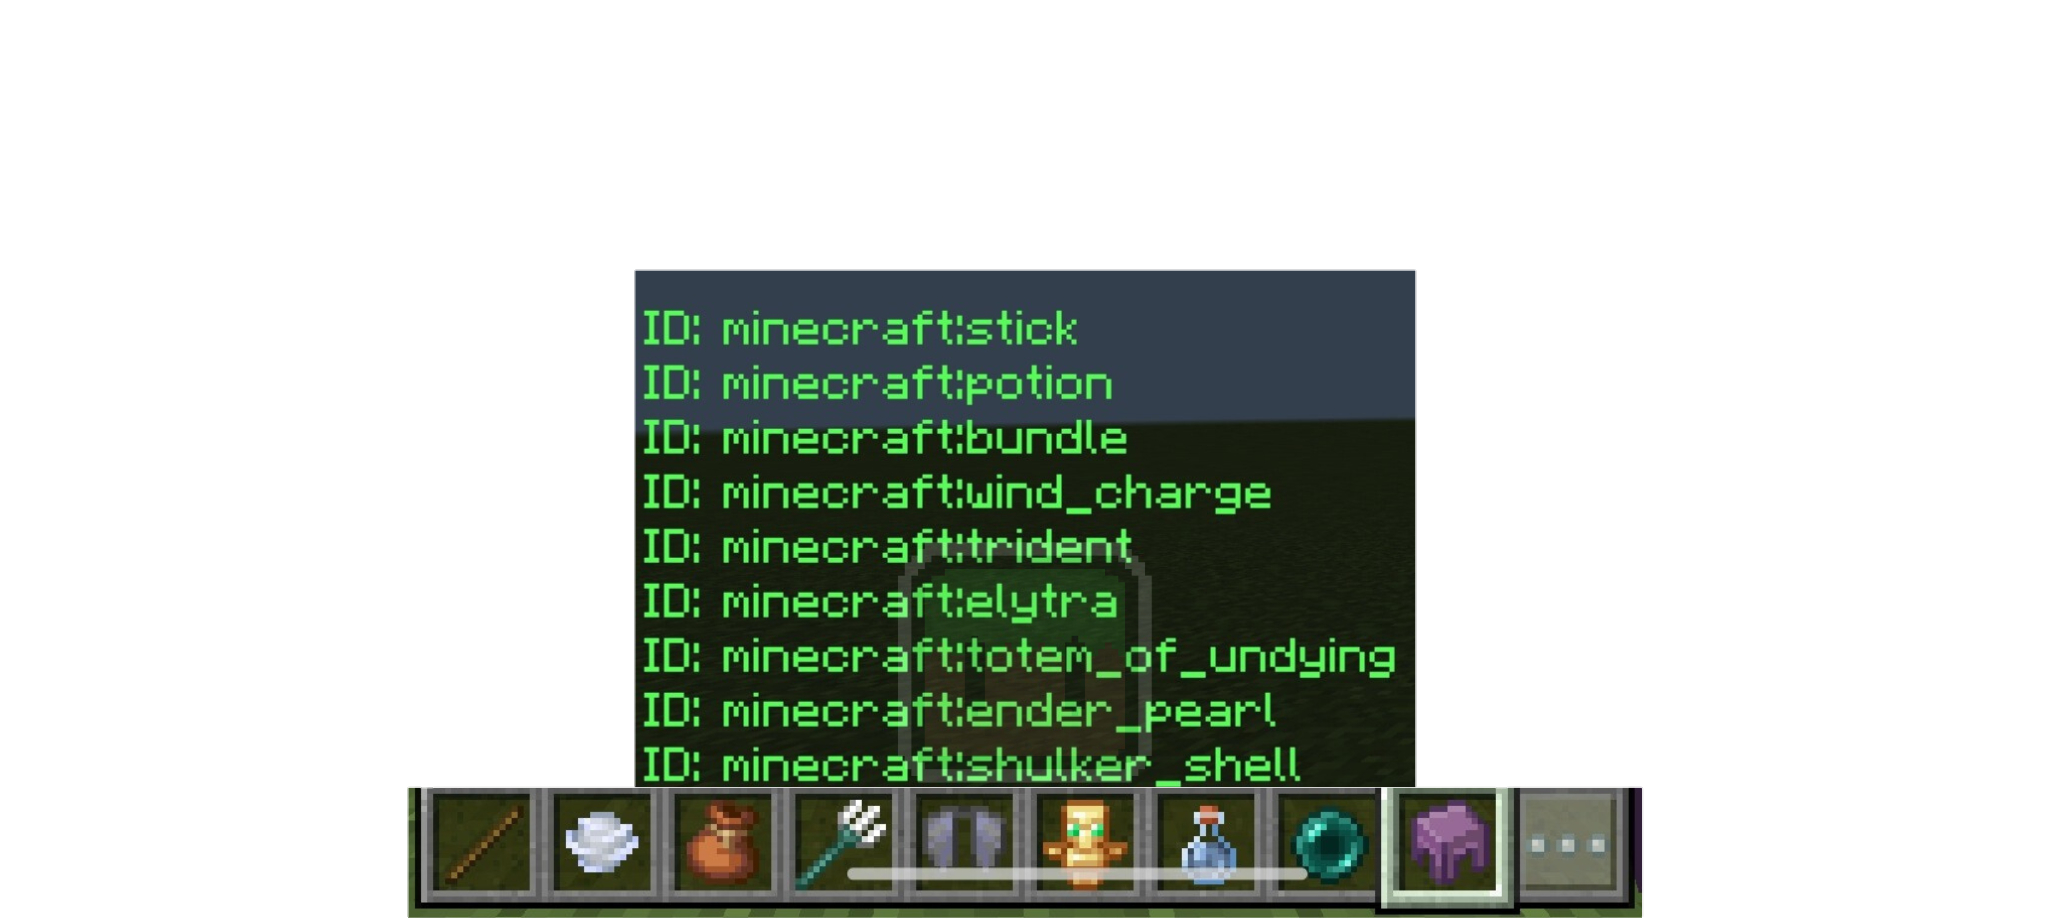 ID: minecraft:stick
ID: minecraft:potion
ID: minecraft:bundle
ID: minecraft:wind_charge
ID: minecraft:trident
ID: minecraft:elytra
ID: minecraft:totem_of_undying
ID: minecraft:ender_pearl
ID: minecraft:shulker_shell